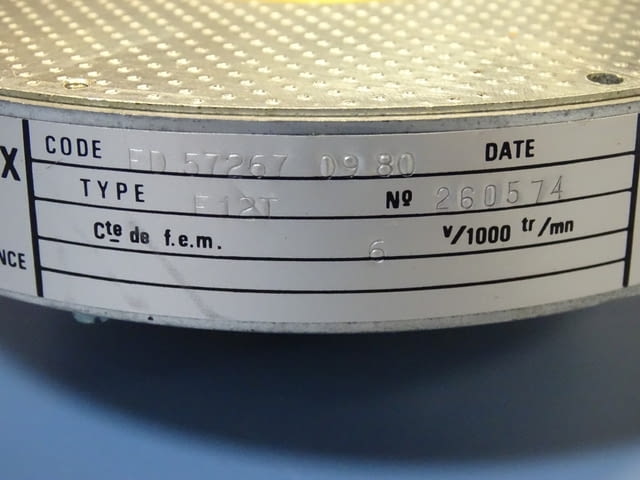 X
CODE FD 57267 09 80 DATE
TYPE F12T Nº 260574
Cte de f.e.m. 6 V/1000 tr/mn
NCE